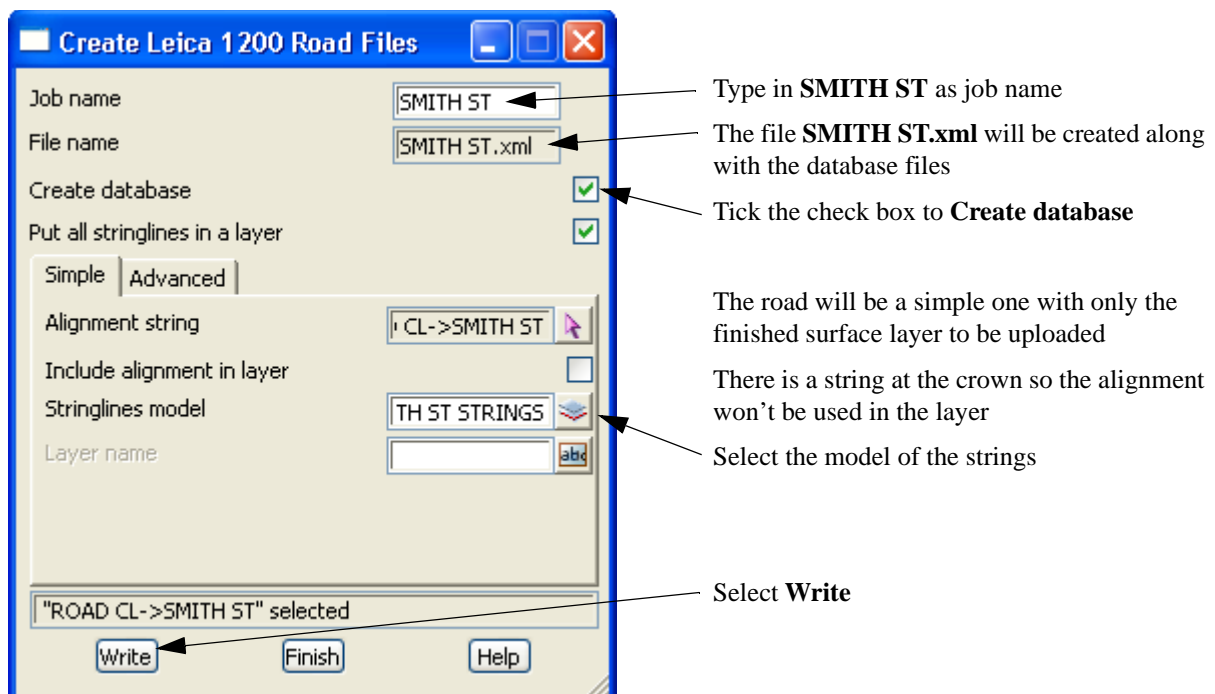 Create Leica 1200 Road Files
Job name
SMITH ST
File name
SMITH ST.xml
Create database
Put all stringlines in a layer
Simple
Advanced
Alignment string
CL->SMITH ST
Include alignment in layer
Stringlines model
TH ST STRINGS
Layer name
abc
"ROAD CL->SMITH ST" selected
Write
Finish
Help
Type in SMITH ST as job name
The file SMITH ST.xml will be created along
with the database files
Tick the check box to Create database
The road will be a simple one with only the
finished surface layer to be uploaded
There is a string at the crown so the alignment
won't be used in the layer
Select the model of the strings
Select Write